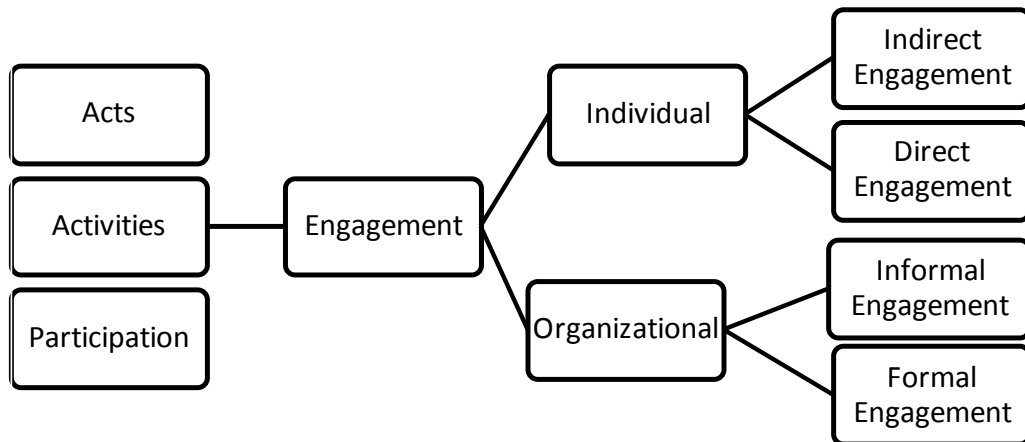 Acts
Activities
Participation
Engagement
Individual
Organizational
Indirect
Engagement
Direct
Engagement
Informal
Engagement
Formal
Engagement